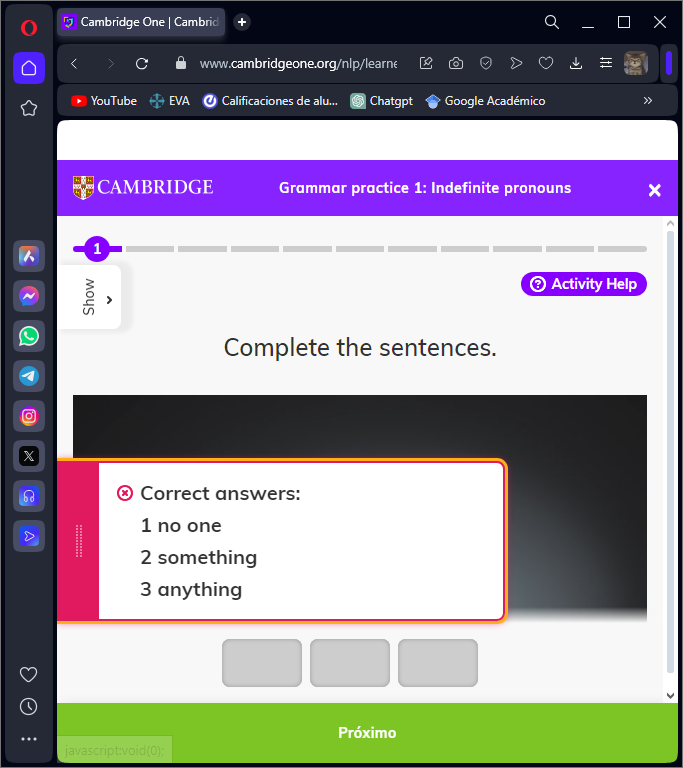 Cambridge One | Cambrid
www.cambridgeone.org/nlp/learne
YouTube
EVA
Calificaciones de alu...
Chatgpt
Google Académico
CAMBRIDGE
Grammar practice 1: Indefinite pronouns
1
Show
Activity Help
Complete the sentences.
Correct answers:
1 no one
2 something
3 anything
Próximo
javascript:void(0);